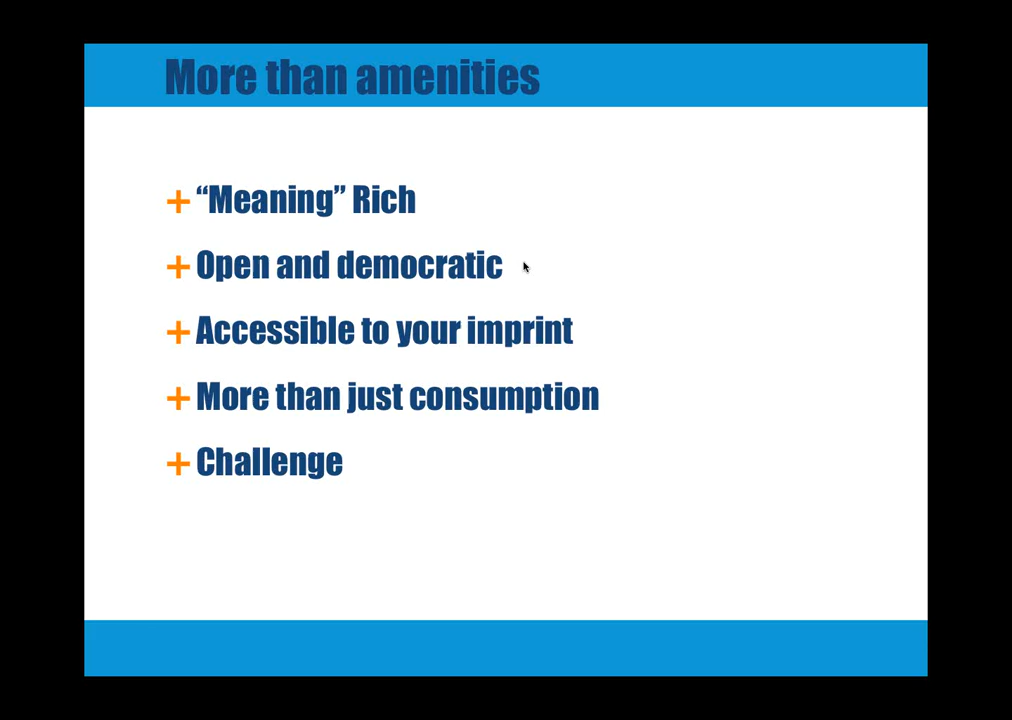 More than amenities
+ “Meaning” Rich
+ Open and democratic
+ Accessible to your imprint
+ More than just consumption
+ Challenge